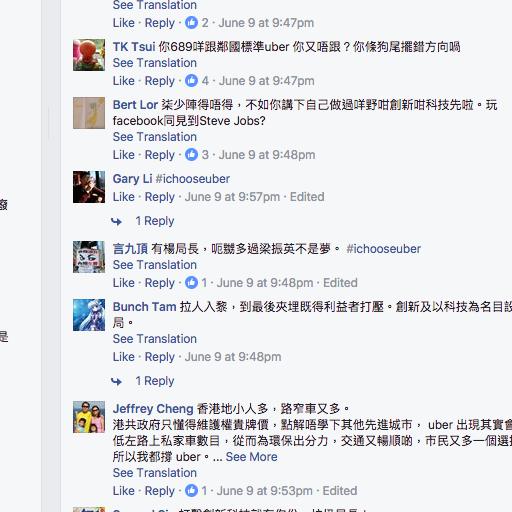 See Translation
Like · Reply · 2 · June 9 at 9:47pm
TK Tsui 你689咩跟鄰國標準uber 你又唔跟？你條狗尾擺錯方向喎
See Translation
Like · Reply · 4 · June 9 at 9:47pm
Bert Lor 柒少陣得唔得，不如你講下自己做過咩野咁創新咁科技先啦。玩
facebook同見到Steve Jobs?
See Translation
Like · Reply · 3 · June 9 at 9:48pm
Gary Li #ichooseuber
Like · Reply · June 9 at 9:57pm · Edited
1 Reply
言九頂 有楊局長，呃嬲多過梁振英不是夢。 #ichooseuber
See Translation
Like · Reply · 1 · June 9 at 9:48pm · Edited
Bunch Tam 拉人入黎，到最後夾埋既得利益者打壓。創新及以科技為名目設
局。
是
See Translation
Like · Reply · June 9 at 9:48pm
1 Reply
Jeffrey Cheng 香港地小人多，路窄車又多。
港共政府只懂得維護權貴牌價，點解唔學下其他先進城市， uber 出現其實會
低左路上私家車數目，從而為環保出分力，交通又暢順啲，市民又多一個選
所以我都撐 uber。... See More
See Translation
Like · Reply · 1 · June 9 at 9:53pm · Edited